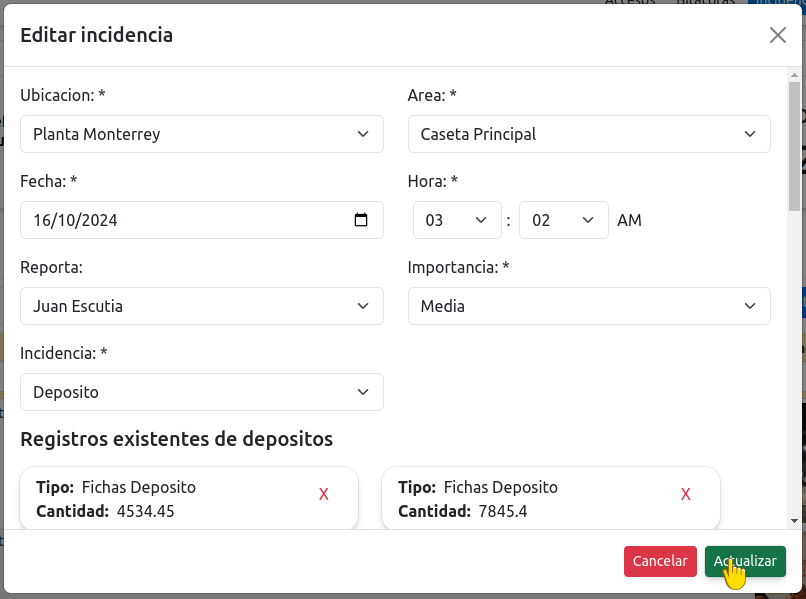 Editar incidencia
Ubicacion: * Area: *
Planta Monterrey Caseta Principal
Fecha: * Hora: *
16/10/2024 03 : 02 AM
Reporta: Importancia: *
Juan Escutia Media
Incidencia: *
Deposito
Registros existentes de depositos
Tipo: Fichas Deposito X Tipo: Fichas Deposito X
Cantidad: 4534.45 Cantidad: 7845.4
Cancelar Actualizar